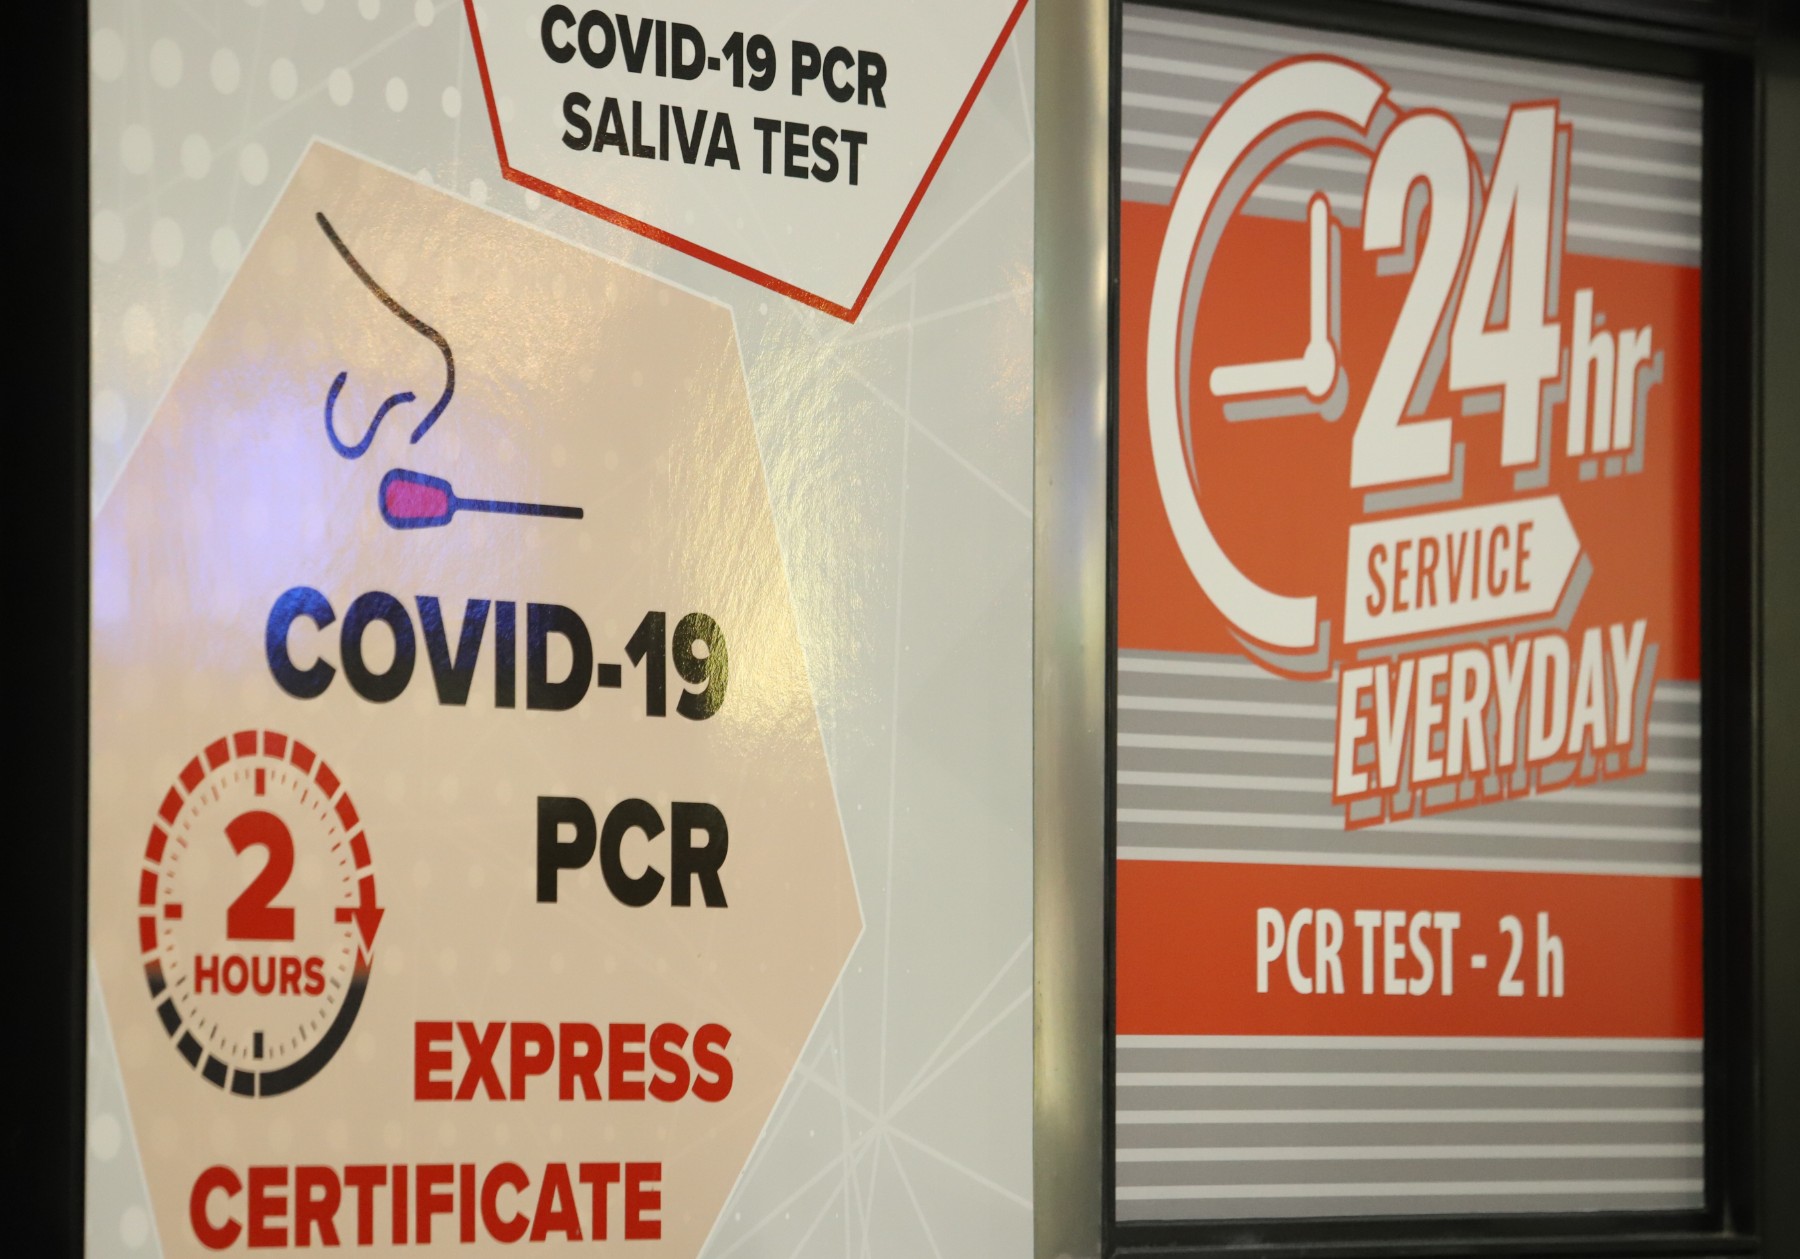 COVID-19 PCR
SALIVA TEST
COVID-19
PCR
2
HOURS
EXPRESS
CERTIFICATE
24hr
SERVICE
EVERYDAY
PCR TEST - 2 h